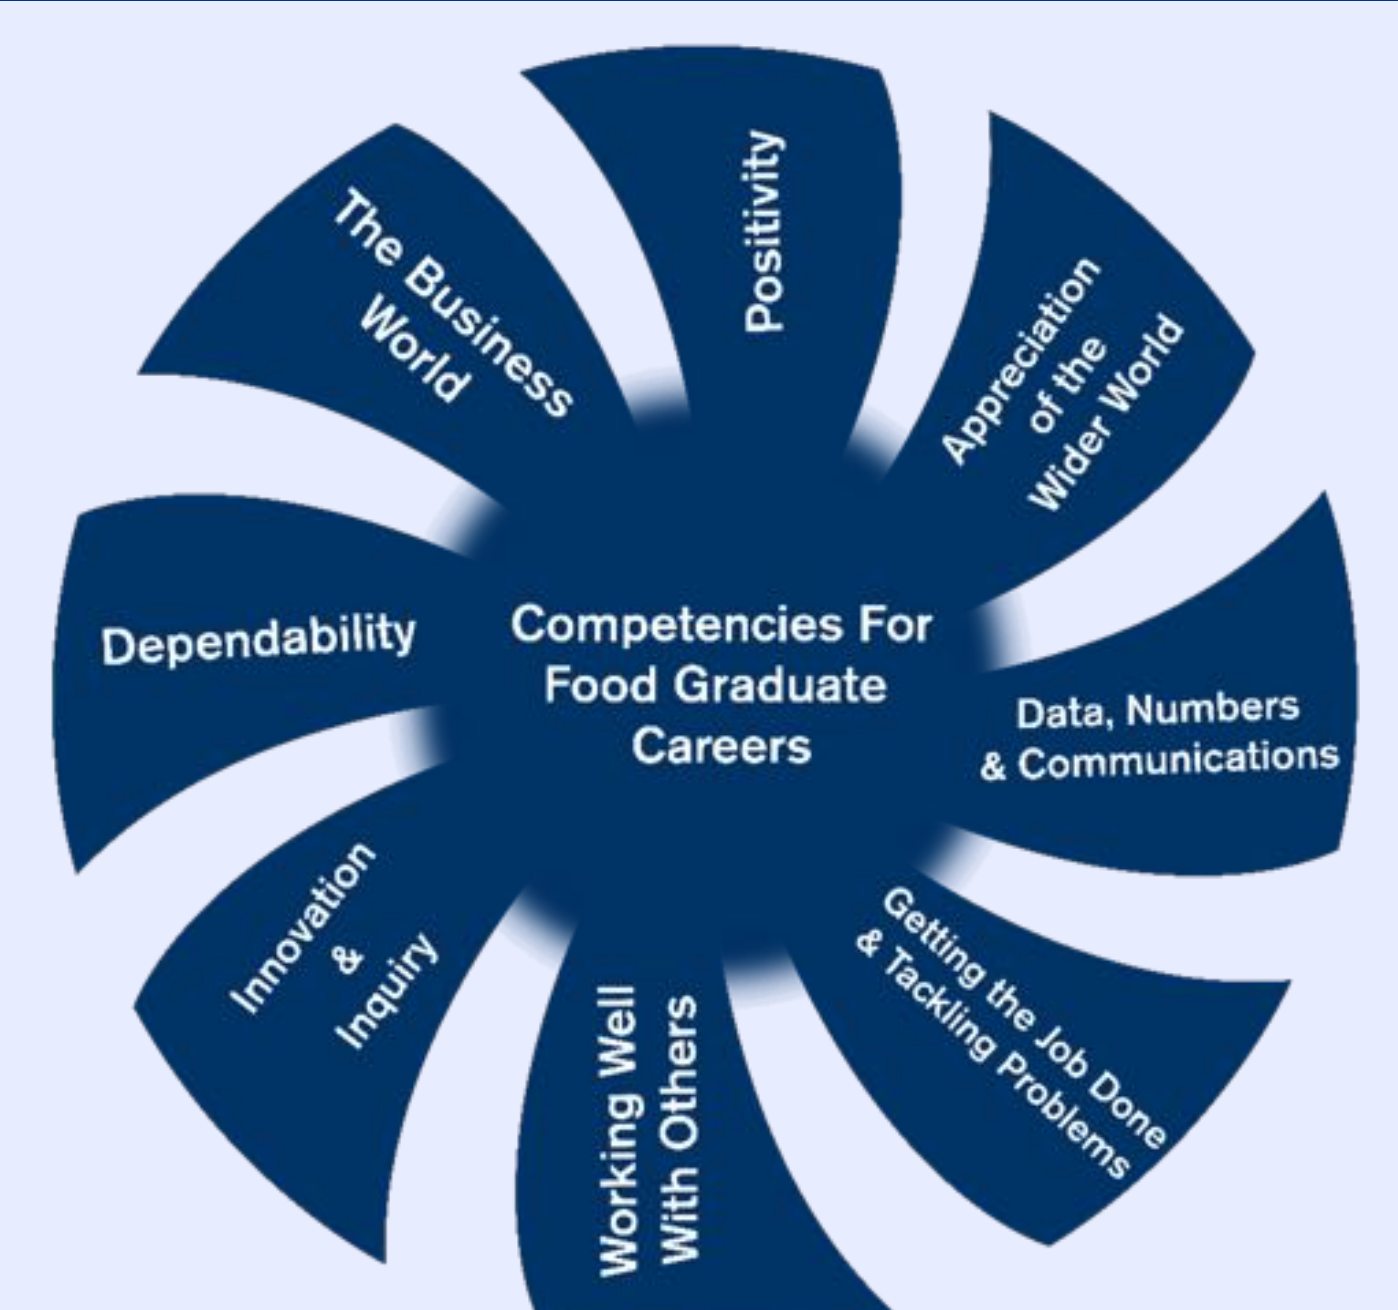 Positivity
Appreciation
of the
Wider World
Data, Numbers
& Communications
Getting the Job Done
& Tackling Problems
Working Well
With Others
Innovation
&
Inquiry
Dependability
The Business
World
Competencies For
Food Graduate
Careers